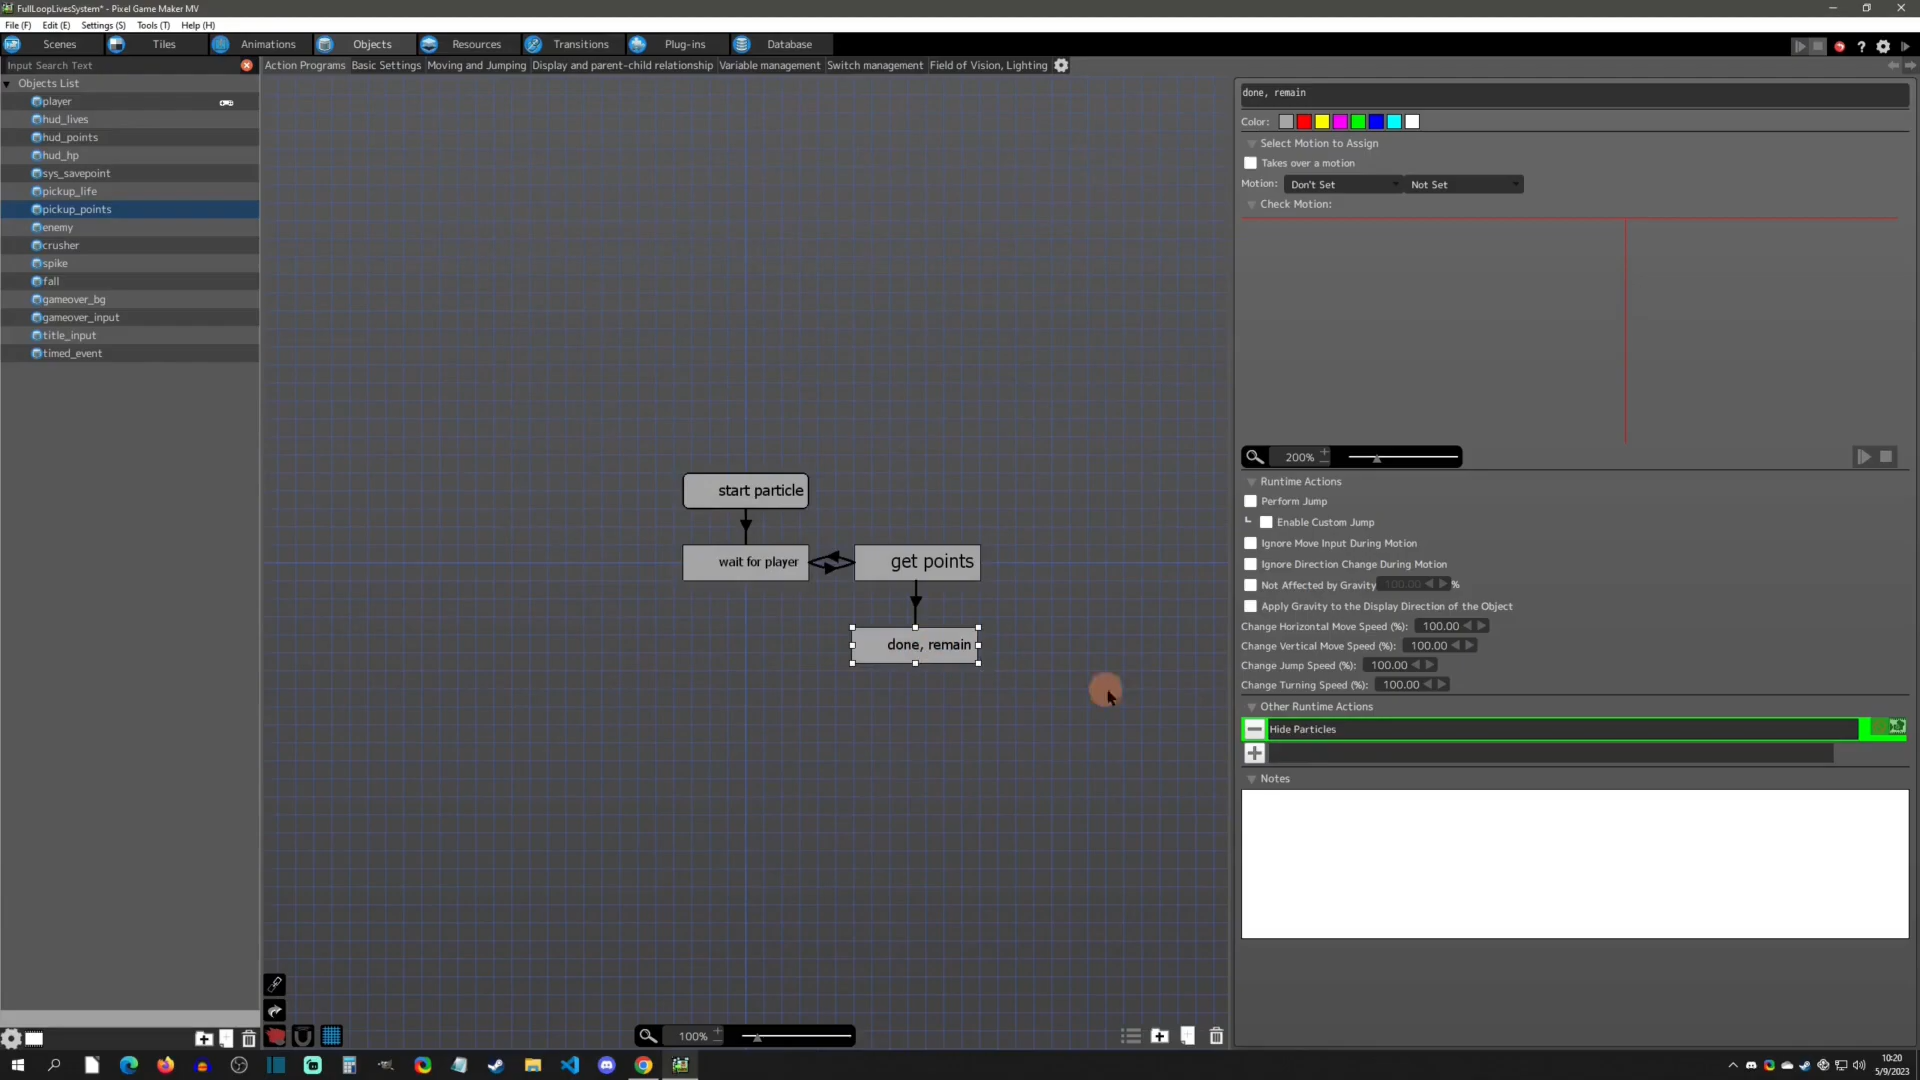 FullLoopLivesSystem* - Pixel Game Maker MV
File (F) Edit (E) Settings (S) Tools (T) Help (H)
Scenes Tiles Animations Objects Resources Transitions Plug-ins Database
Input Search Text
Action Programs Basic Settings Moving and Jumping Display and parent-child relationship Variable management Switch management Field of Vision, Lighting
Objects List
player
hud_lives
hud_points
hud_hp
sys_savepoint
pickup_life
pickup_points
enemy
crusher
spike
fall
gameover_bg
gameover_input
title_input
timed_event
start particle
wait for player
get points
done, remain
100%
done, remain
Color:
Select Motion to Assign
Takes over a motion
Motion: Don't Set Not Set
Check Motion:
200%
Runtime Actions
Perform Jump
Enable Custom Jump
Ignore Move Input During Motion
Ignore Direction Change During Motion
Not Affected by Gravity 100.00 %
Apply Gravity to the Display Direction of the Object
Change Horizontal Move Speed (%): 100.00
Change Vertical Move Speed (%): 100.00
Change Jump Speed (%): 100.00
Change Turning Speed (%): 100.00
Other Runtime Actions
Hide Particles
Notes
10:20
5/9/2023